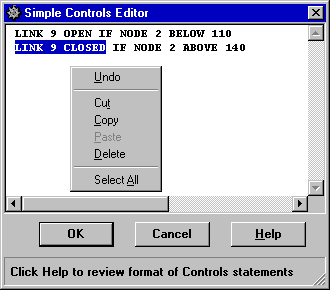 Simple Controls Editor
LINK 9 OPEN IF NODE 2 BELOW 110
LINK 9 CLOSED IF NODE 2 ABOVE 140
Undo
Cut
Copy
Paste
Delete
Select All
OK Cancel Help
Click Help to review format of Controls statements